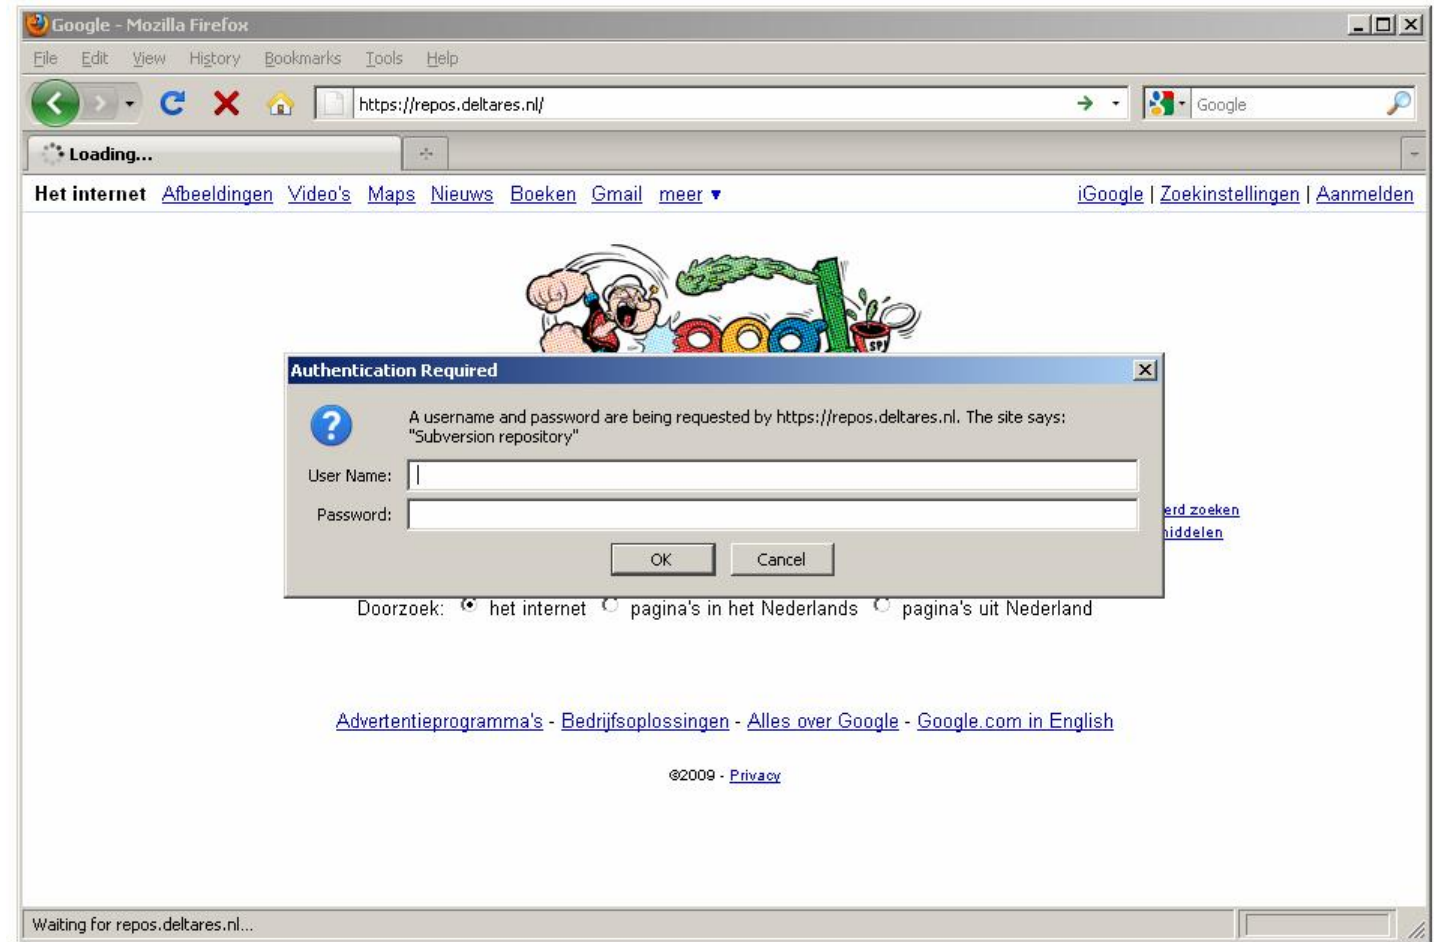 Google - Mozilla Firefox
File Edit View History Bookmarks Tools Help
https://repos.deltares.nl/ Google
Loading...
Het internet Afbeeldingen Video's Maps Nieuws Boeken Gmail meer ▼ iGoogle | Zoekinstellingen | Aanmelden
SPY
Authentication Required
A username and password are being requested by https://repos.deltares.nl. The site says:
"Subversion repository"
User Name:
Password:
erd zoeken
middelen
OK Cancel
Doorzoek: het internet pagina's in het Nederlands pagina's uit Nederland
Advertentieprogramma's - Bedrijfsoplossingen - Alles over Google - Google.com in English
©2009 - Privacy
Waiting for repos.deltares.nl...